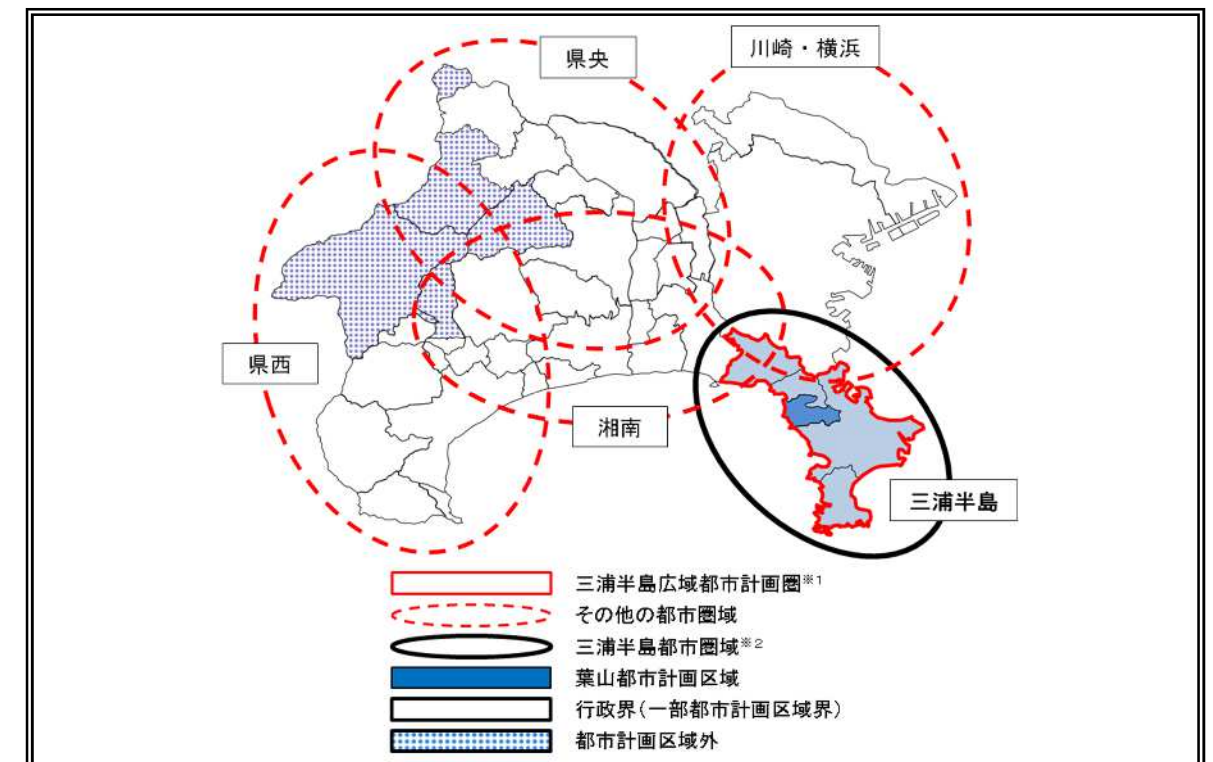 川崎・横浜
県央
県西
湘南
三浦半島
三浦半島広域都市計画圏※1
その他の都市圏域
三浦半島都市圏域※2
葉山都市計画区域
行政界(一部都市計画区域界)
都市計画区域外